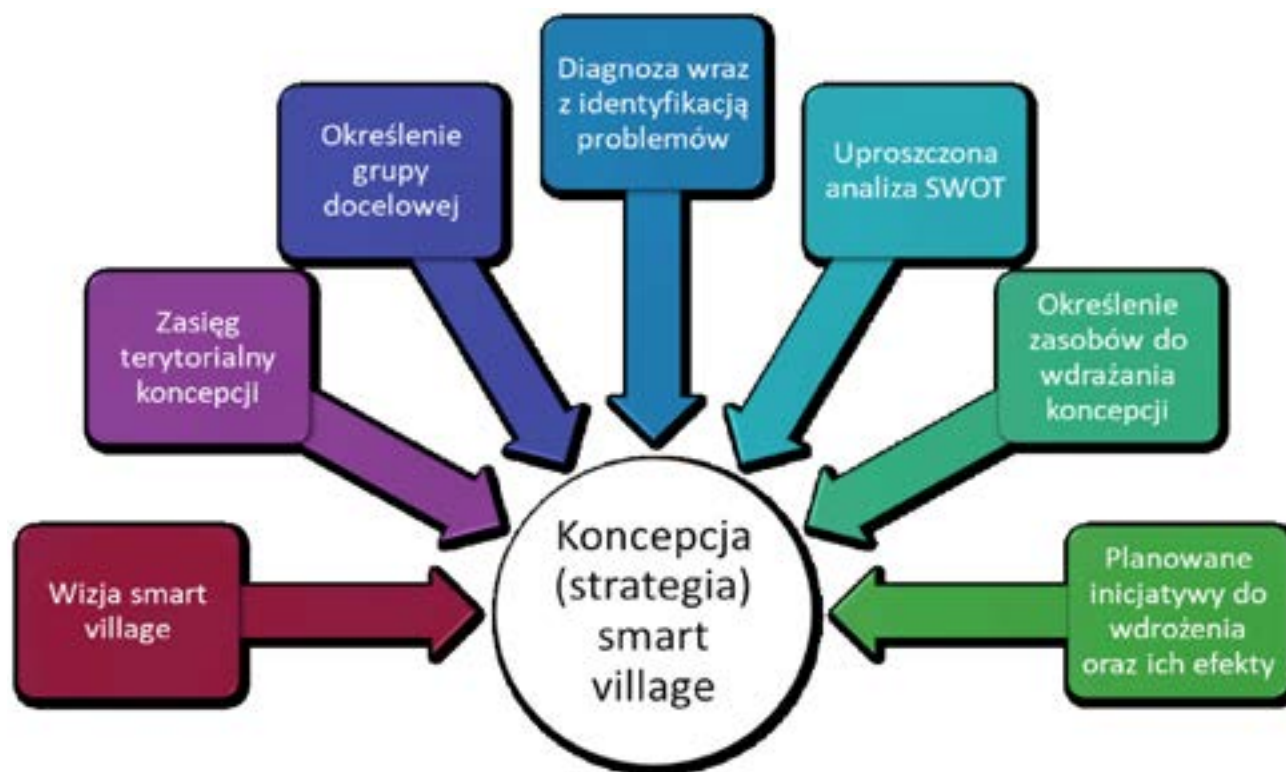 Wizja smart
village
Zasięg
terytorialny
koncepcji
Określenie
grupy
docelowej
Diagnoza wraz
z identyfikacją
problemów
Uproszczona
analiza SWOT
Określenie
zasobów do
wdrażania
koncepcji
Planowane
inicjatywy do
wdrożenia
oraz ich efekty
Koncepcja
(strategia)
smart
village